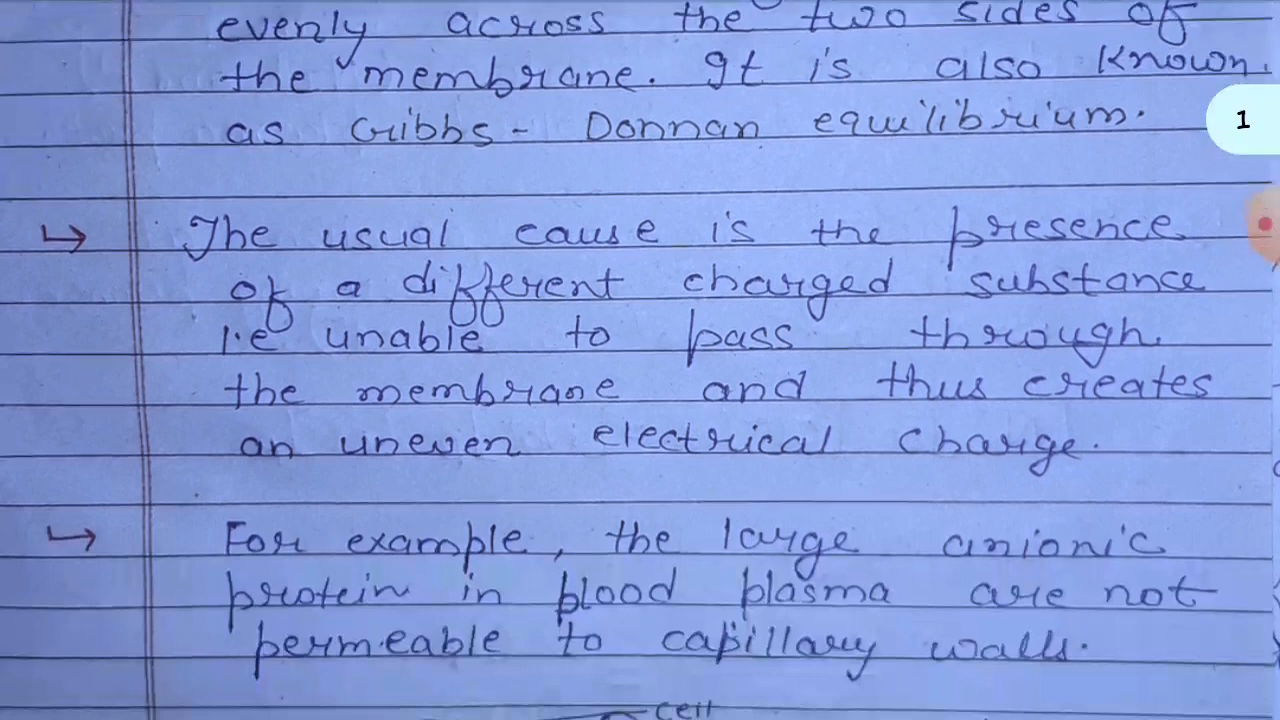 evenly across the two sides of
the membrane. It is also known
as Gibbs - Donnan equilibrium.
1
↳ The usual cause is the presence
of a different charged substance
i.e unable to pass through
the membrane and thus creates
an uneven electrical charge.
↳ For example, the large anionic
protein in blood plasma are not
permeable to capillary walls.
cell